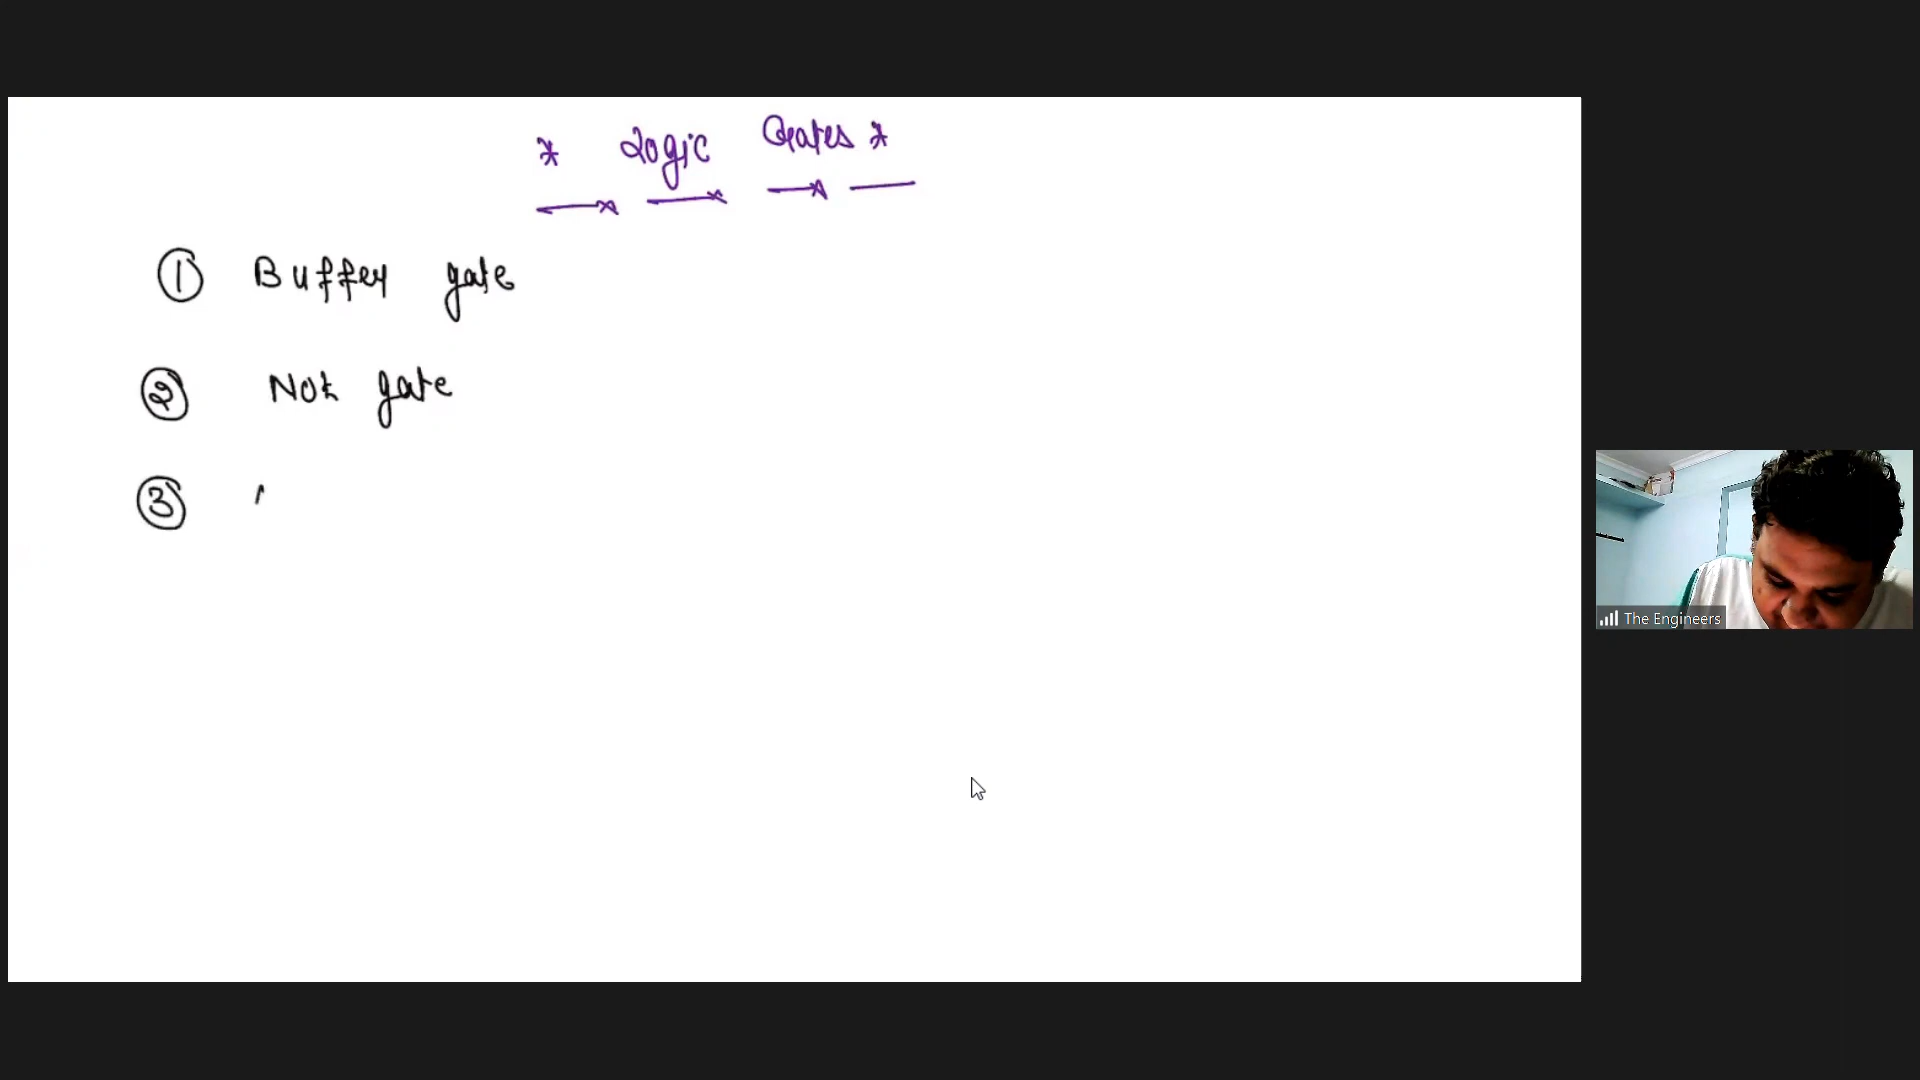 * Logic Gates *
① Buffer gate
② Not gate
③
The Engineers